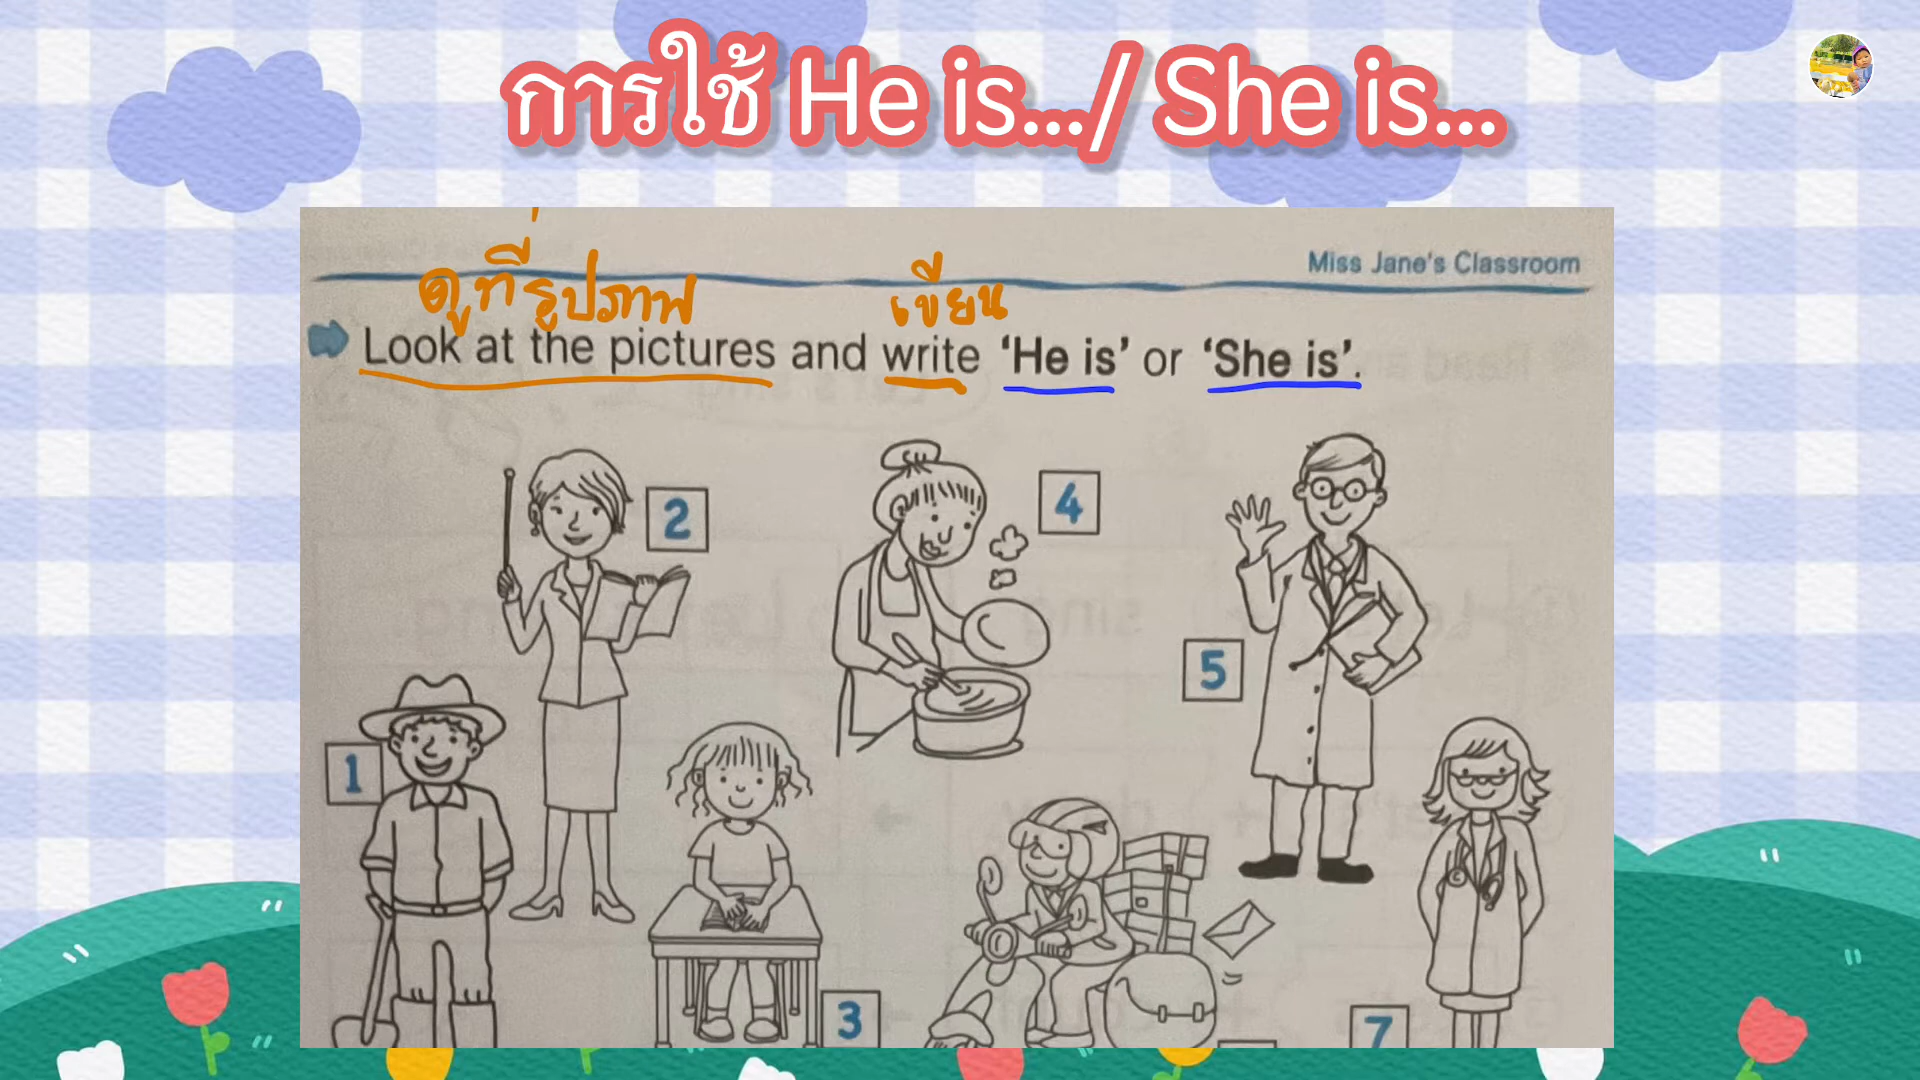 การใช้ He is.../ She is...
Miss Jane's Classroom
ดูที่รูปภาพ เขียน
Look at the pictures and write ‘He is’ or ‘She is’.
2
4
5
1
3
7